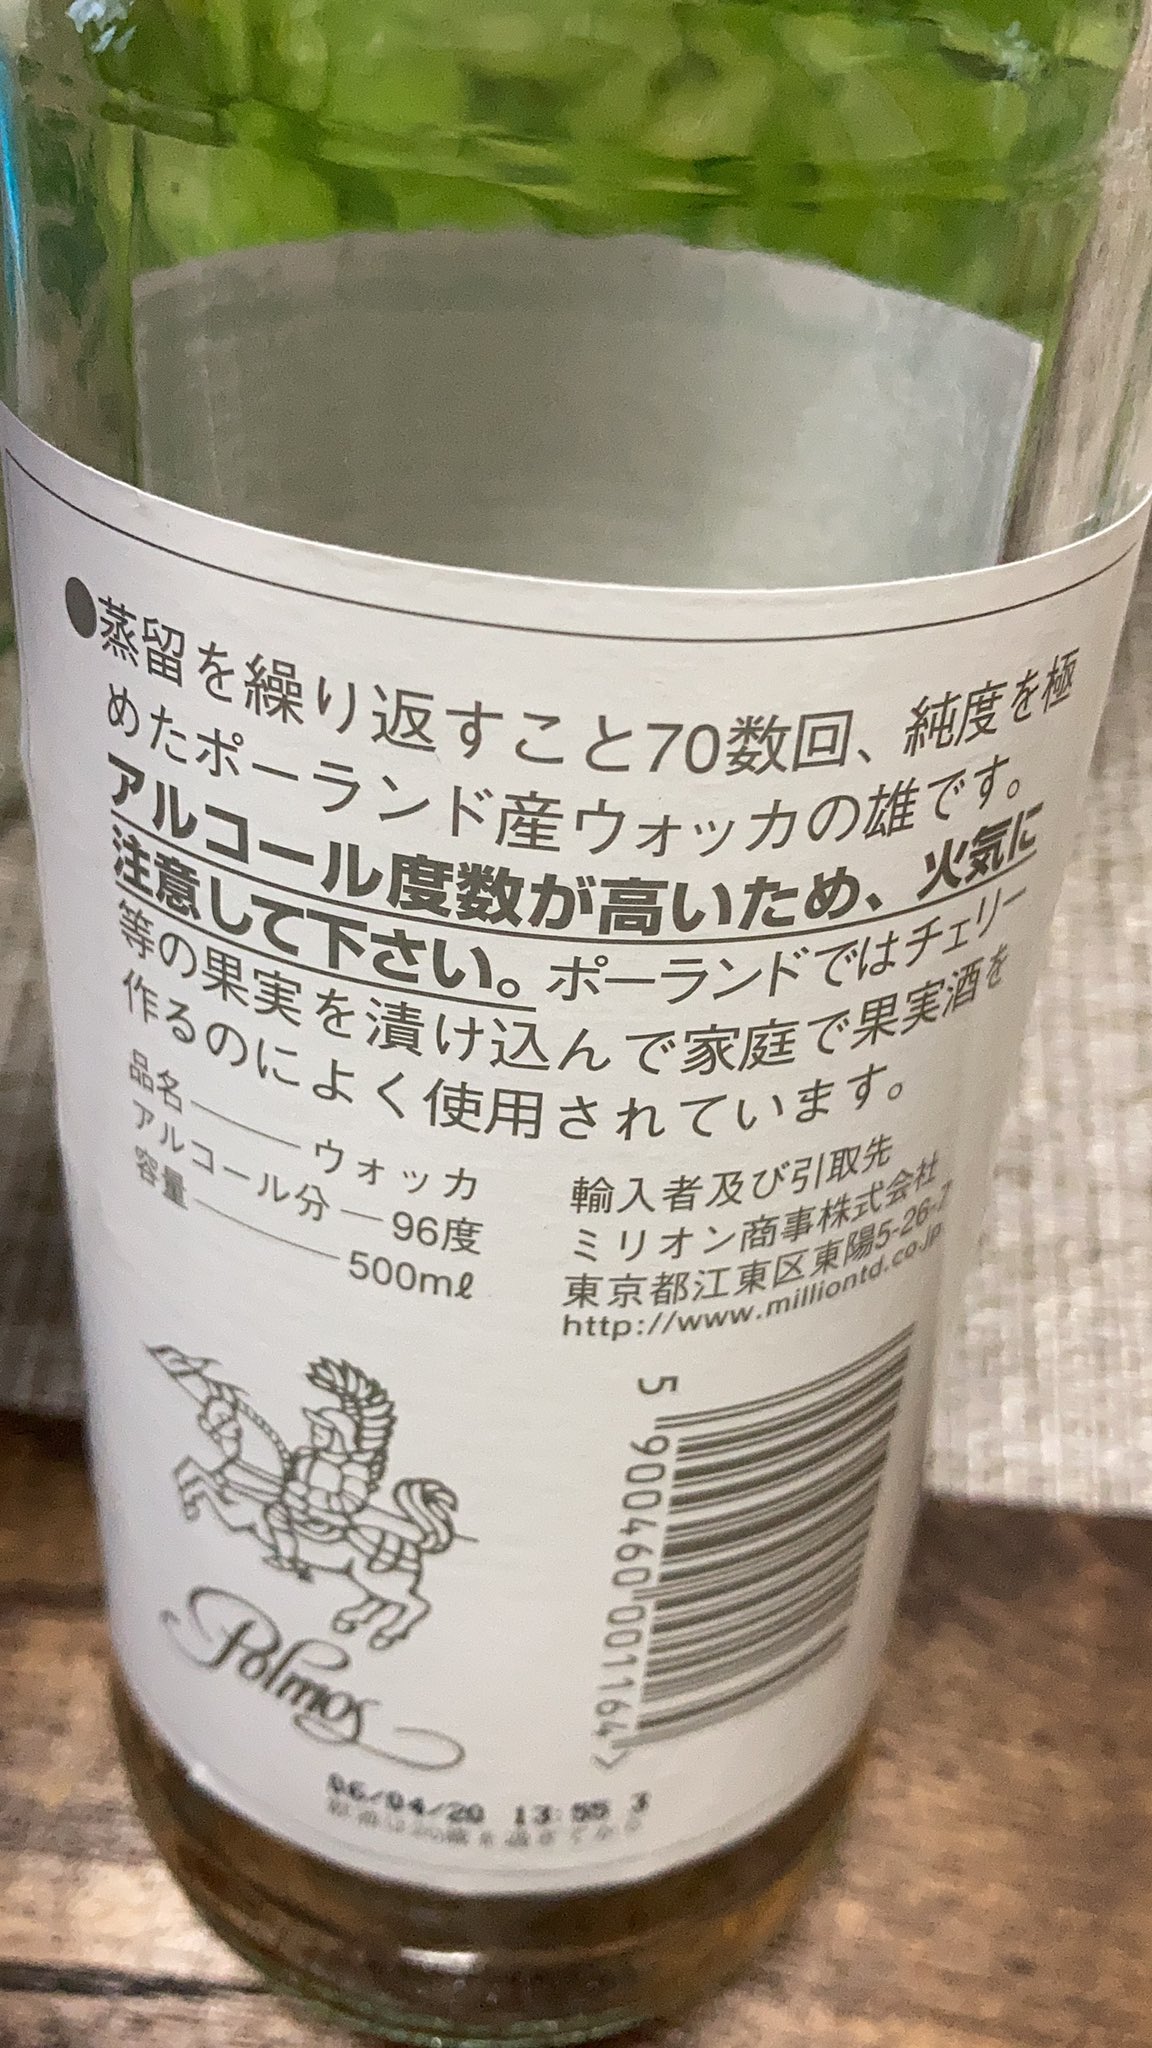 ●蒸留を繰り返すこと70数回、純度を極
めたポーランド産ウォッカの雄です。
アルコール度数が高いため、火気に
注意して下さい。ポーランドではチェリー
等の果実を漬け込んで家庭で果実酒を
作るのによく使用されています。
品名―ウォッカ
アルコール分―96度
容量―500mℓ
輸入者及び引取先
ミリオン商事株式会社
東京都江東区東陽5-26-7
http://www.milliontd.co.jp
5 900460 001164 >
Polmos
06/04/20 13:55 3